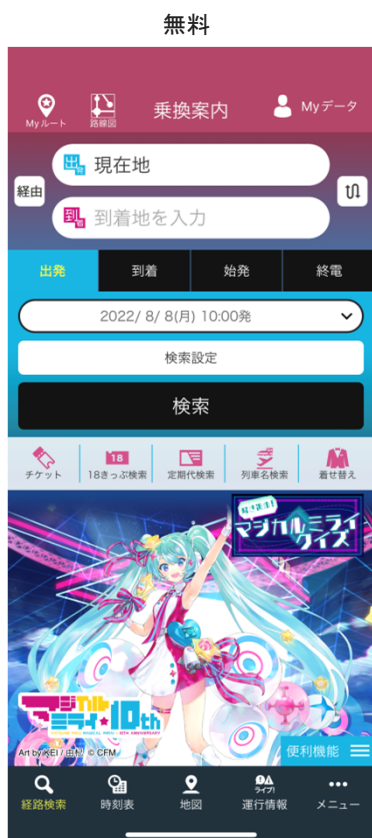 無料
Myルート
路線図
乗換案内
Myデータ
出発
現在地
経由
到着
到着地を入力
出発
到着
始発
終電
2022/ 8/ 8(月) 10:00発
検索設定
検索
18
チケット
18きっぷ検索
定期代検索
列車名検索
着せ替え
マジカルミライ
クイズ
マジカル
ミライ★10th
Art by KEI / 田村 © CFM
便利機能
ライブ!
経路検索
時刻表
地図
運行情報
メニュー